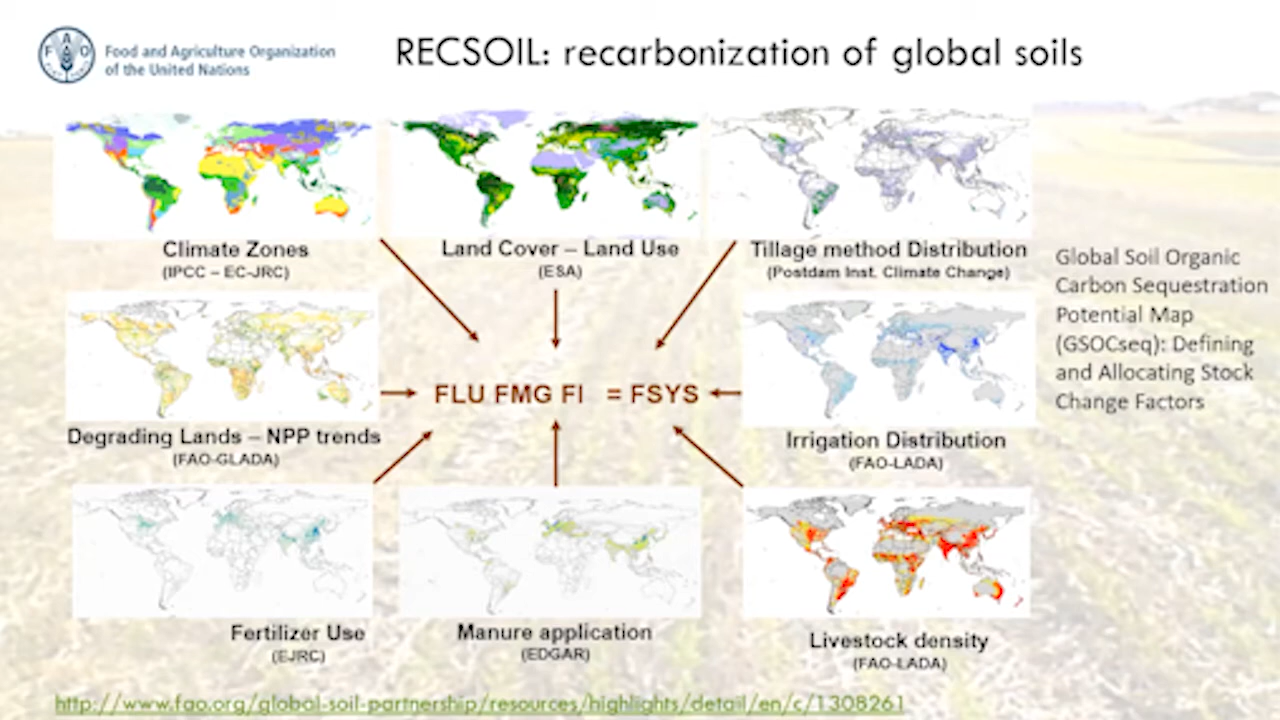 Food and Agriculture Organization
of the United Nations
RECSOIL: recarbonization of global soils
Climate Zones
(IPCC – EC-JRC)
Land Cover – Land Use
(ESA)
Tillage method Distribution
(Postdam Inst. Climate Change)
Global Soil Organic
Carbon Sequestration
Potential Map
(GSOCseq): Defining
and Allocating Stock
Change Factors
FLU FMG FI = FSYS
Degrading Lands – NPP trends
(FAO-GLADA)
Irrigation Distribution
(FAO-LADA)
Fertilizer Use
(EJRC)
Manure application
(EDGAR)
Livestock density
(FAO-LADA)
http://www.fao.org/global-soil-partnership/resources/highlights/detail/en/c/1308261